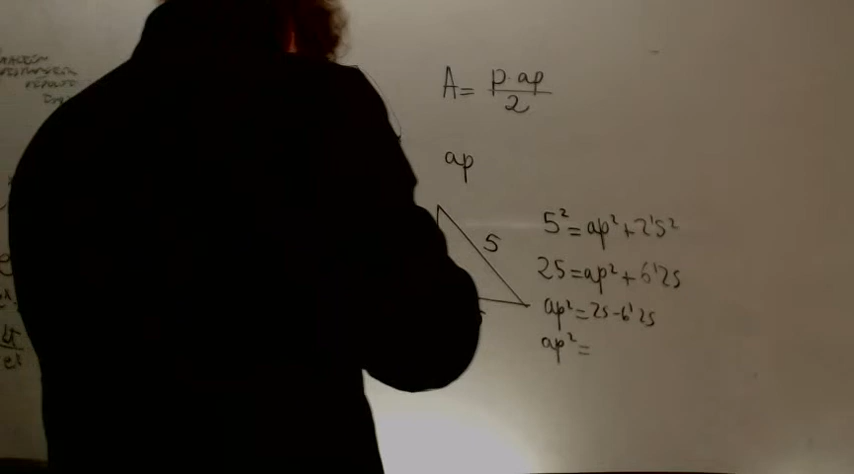 A = p·ap/2
ap
5
5² = ap² + 2'5²
25 = ap² + 6'25
ap² = 25 - 6'25
ap² =